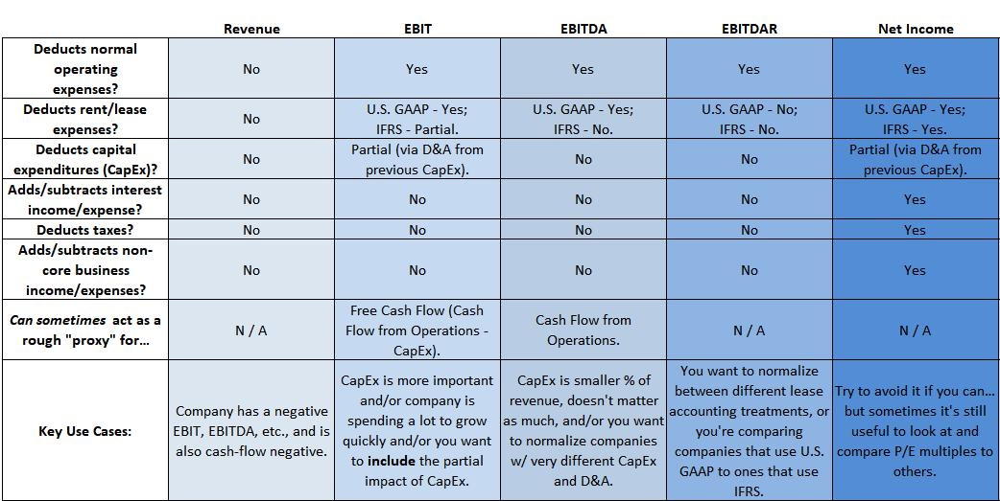 Revenue EBIT EBITDA EBITDAR Net Income
Deducts normal
operating
expenses?
No
Yes
Yes
Yes
Yes
Deducts rent/lease
expenses?
No
U.S. GAAP - Yes;
IFRS - Partial.
U.S. GAAP - Yes;
IFRS - No.
U.S. GAAP - No;
IFRS - No.
U.S. GAAP - Yes;
IFRS - Yes.
Deducts capital
expenditures (CapEx)?
No
Partial (via D&A from
previous CapEx).
No
No
Partial (via D&A from
previous CapEx).
Adds/subtracts interest
income/expense?
No
No
No
No
Yes
Deducts taxes?
No
No
No
No
Yes
Adds/subtracts non-
core business
income/expenses?
No
No
No
No
Yes
Can sometimes act as a
rough "proxy" for...
N / A
Free Cash Flow (Cash
Flow from Operations -
CapEx).
Cash Flow from
Operations.
N / A
N / A
Key Use Cases:
Company has a negative
EBIT, EBITDA, etc., and is
also cash-flow negative.
CapEx is more important
and/or company is
spending a lot to grow
quickly and/or you want
to include the partial
impact of CapEx.
CapEx is smaller % of
revenue, doesn't matter
as much, and/or you want
to normalize companies
w/ very different CapEx
and D&A.
You want to normalize
between different lease
accounting treatments, or
you're comparing
companies that use U.S.
GAAP to ones that use
IFRS.
Try to avoid it if you can...
but sometimes it's still
useful to look at and
compare P/E multiples to
others.